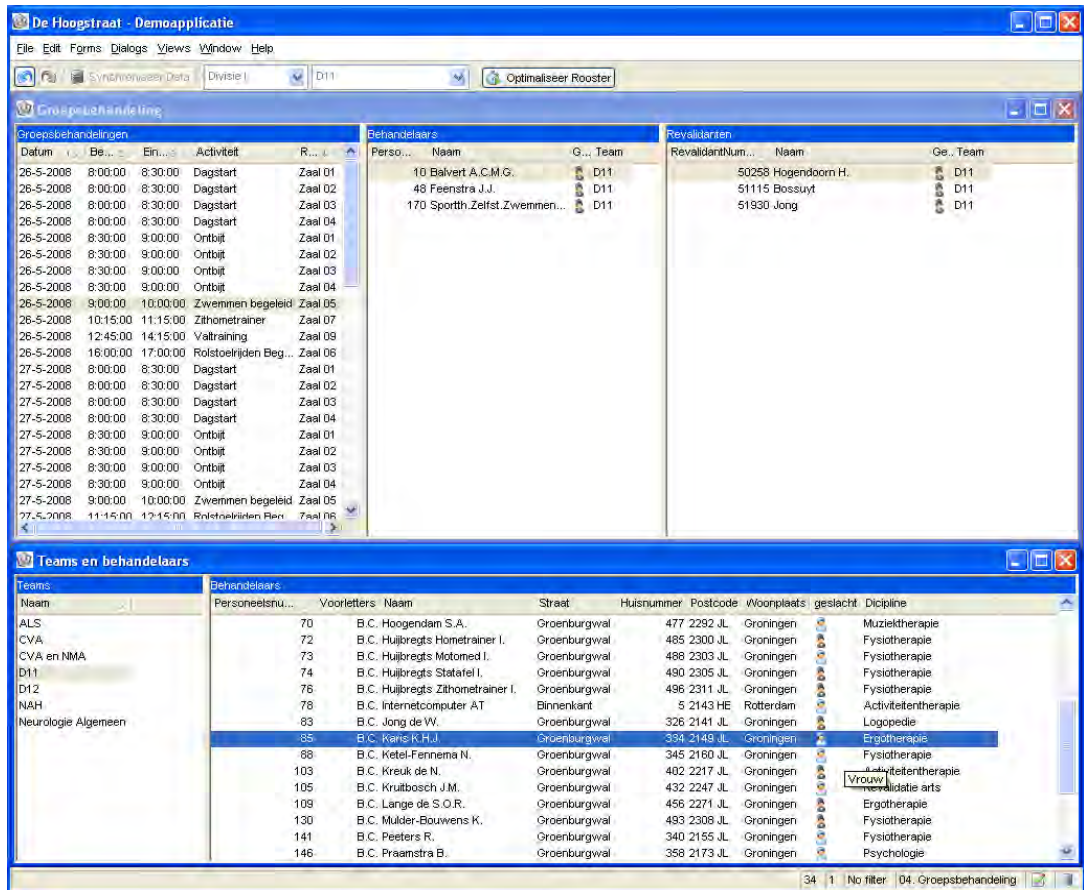 De Hoogstraat - Demoapplicatie
File Edit Forms Dialogs Views Window Help
Synchroniseer Data Divisie I D11 Optimaliseer Rooster
Groepsbehandeling
Groepsbehandelingen
Datum Be... Ein... Activiteit R...
26-5-2008 8:00:00 8:30:00 Dagstart Zaal 01
26-5-2008 8:00:00 8:30:00 Dagstart Zaal 02
26-5-2008 8:00:00 8:30:00 Dagstart Zaal 03
26-5-2008 8:00:00 8:30:00 Dagstart Zaal 04
26-5-2008 8:30:00 9:00:00 Ontbijt Zaal 01
26-5-2008 8:30:00 9:00:00 Ontbijt Zaal 02
26-5-2008 8:30:00 9:00:00 Ontbijt Zaal 03
26-5-2008 8:30:00 9:00:00 Ontbijt Zaal 04
26-5-2008 9:00:00 10:00:00 Zwemmen begeleid Zaal 05
26-5-2008 10:15:00 11:15:00 Zithometrainer Zaal 07
26-5-2008 12:45:00 14:15:00 Valtraining Zaal 09
26-5-2008 16:00:00 17:00:00 Rolstoelrijden Beg... Zaal 06
27-5-2008 8:00:00 8:30:00 Dagstart Zaal 01
27-5-2008 8:00:00 8:30:00 Dagstart Zaal 02
27-5-2008 8:00:00 8:30:00 Dagstart Zaal 03
27-5-2008 8:00:00 8:30:00 Dagstart Zaal 04
27-5-2008 8:30:00 9:00:00 Ontbijt Zaal 01
27-5-2008 8:30:00 9:00:00 Ontbijt Zaal 02
27-5-2008 8:30:00 9:00:00 Ontbijt Zaal 03
27-5-2008 8:30:00 9:00:00 Ontbijt Zaal 04
27-5-2008 9:00:00 10:00:00 Zwemmen begeleid Zaal 05
27-5-2008 11:15:00 12:15:00 Rolstoelrijden Beg Zaal 06
Behandelaars
Perso... Naam G... Team
10 Balvert A.C.M.G. D11
48 Feenstra J.J. D11
170 Sportth.Zelfst.Zwemmen... D11
Revalidanten
RevalidantNum... Naam Ge.. Team
50258 Hogendoorn H. D11
51115 Bossuyt D11
51930 Jong D11
Teams en behandelaars
Teams
Naam
ALS
CVA
CVA en NMA
D11
D12
NAH
Neurologie Algemeen
Behandelaars
Personeelsnu... Voorletters Naam Straat Huisnummer Postcode Woonplaats geslacht Dicipline
70 B.C. Hoogendam S.A. Groenburgwal 477 2292 JL Groningen Muziektherapie
72 B.C. Huijbregts Hometrainer I. Groenburgwal 485 2300 JL Groningen Fysiotherapie
73 B.C. Huijbregts Motomed I. Groenburgwal 488 2303 JL Groningen Fysiotherapie
74 B.C. Huijbregts Statafel I. Groenburgwal 490 2305 JL Groningen Fysiotherapie
76 B.C. Huijbregts Zithometrainer I. Groenburgwal 496 2311 JL Groningen Fysiotherapie
78 B.C. Internetcomputer AT Binnenkant 5 2143 HE Rotterdam Activiteitentherapie
83 B.C. Jong de W. Groenburgwal 326 2141 JL Groningen Logopedie
85 B.C. Karis K.H.J. Groenburgwal 334 2149 JL Groningen Ergotherapie
88 B.C. Ketel-Fennema N. Groenburgwal 345 2160 JL Groningen Fysiotherapie
103 B.C. Kreuk de N. Groenburgwal 402 2217 JL Groningen Activiteitentherapie
105 B.C. Kruitbosch J.M. Groenburgwal 432 2247 JL Groningen Revalidatie arts
109 B.C. Lange de S.O.R. Groenburgwal 456 2271 JL Groningen Ergotherapie
130 B.C. Mulder-Bouwens K. Groenburgwal 493 2308 JL Groningen Fysiotherapie
141 B.C. Peeters R. Groenburgwal 340 2155 JL Groningen Fysiotherapie
146 B.C. Praamstra B. Groenburgwal 358 2173 JL Groningen Psychologie
Vrouw
34 1 No filter 04. Groepsbehandeling